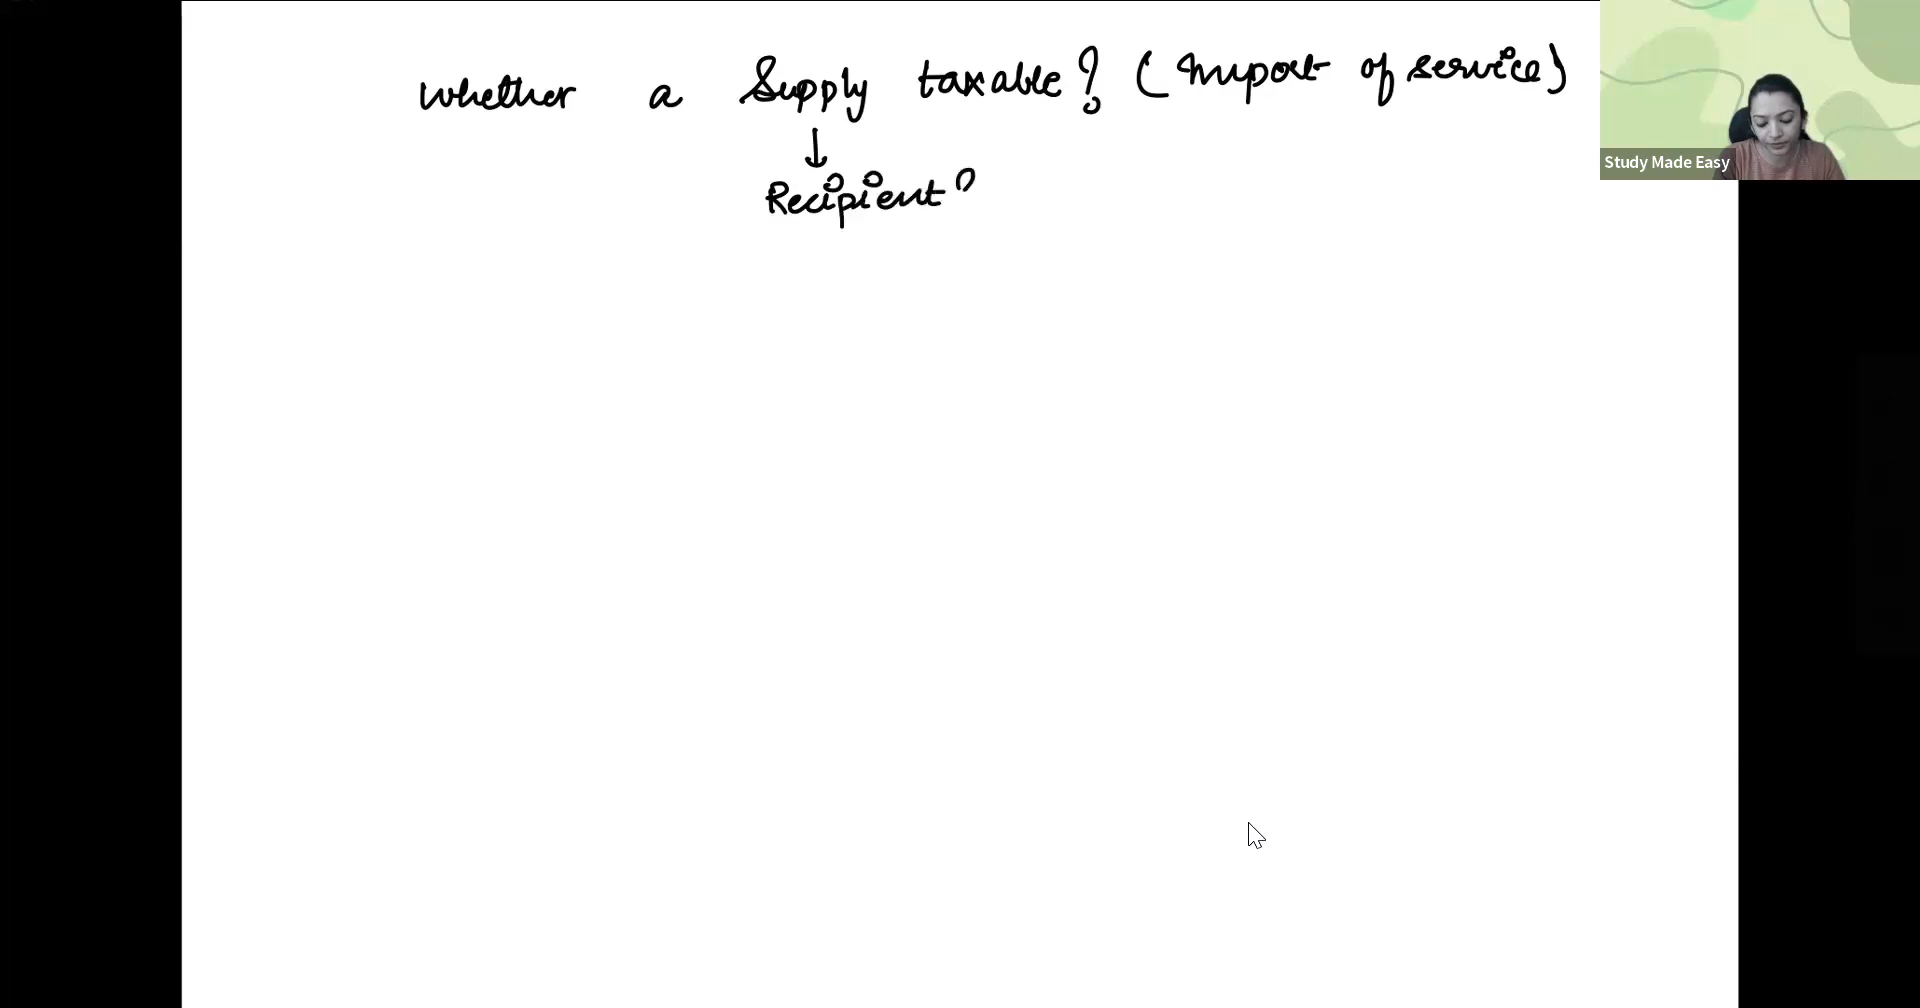 whether a Supply taxable? (Import of service)
Study Made Easy
↓
Recipient?